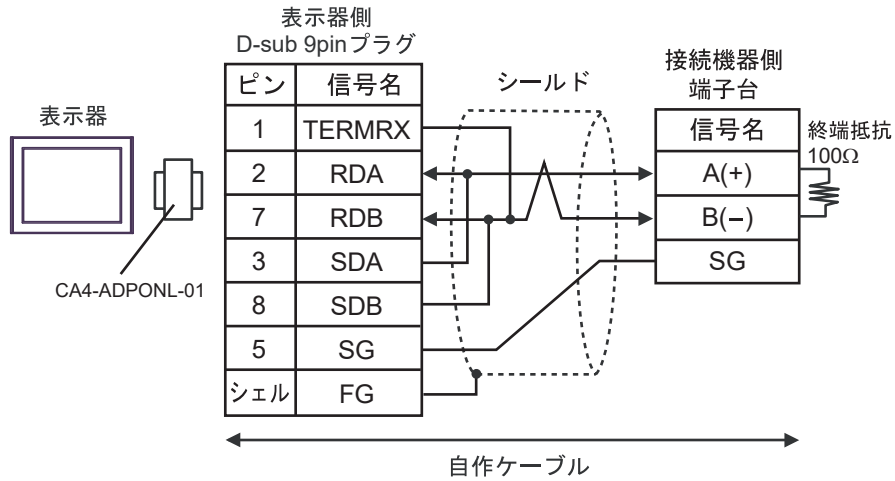 表示器側
D-sub 9pinプラグ
ピン 信号名
1 TERMRX
2 RDA
7 RDB
3 SDA
8 SDB
5 SG
シェル FG
表示器
CA4-ADPONL-01
シールド
接続機器側
端子台
信号名
A(+)
B(−)
SG
終端抵抗
100Ω
自作ケーブル